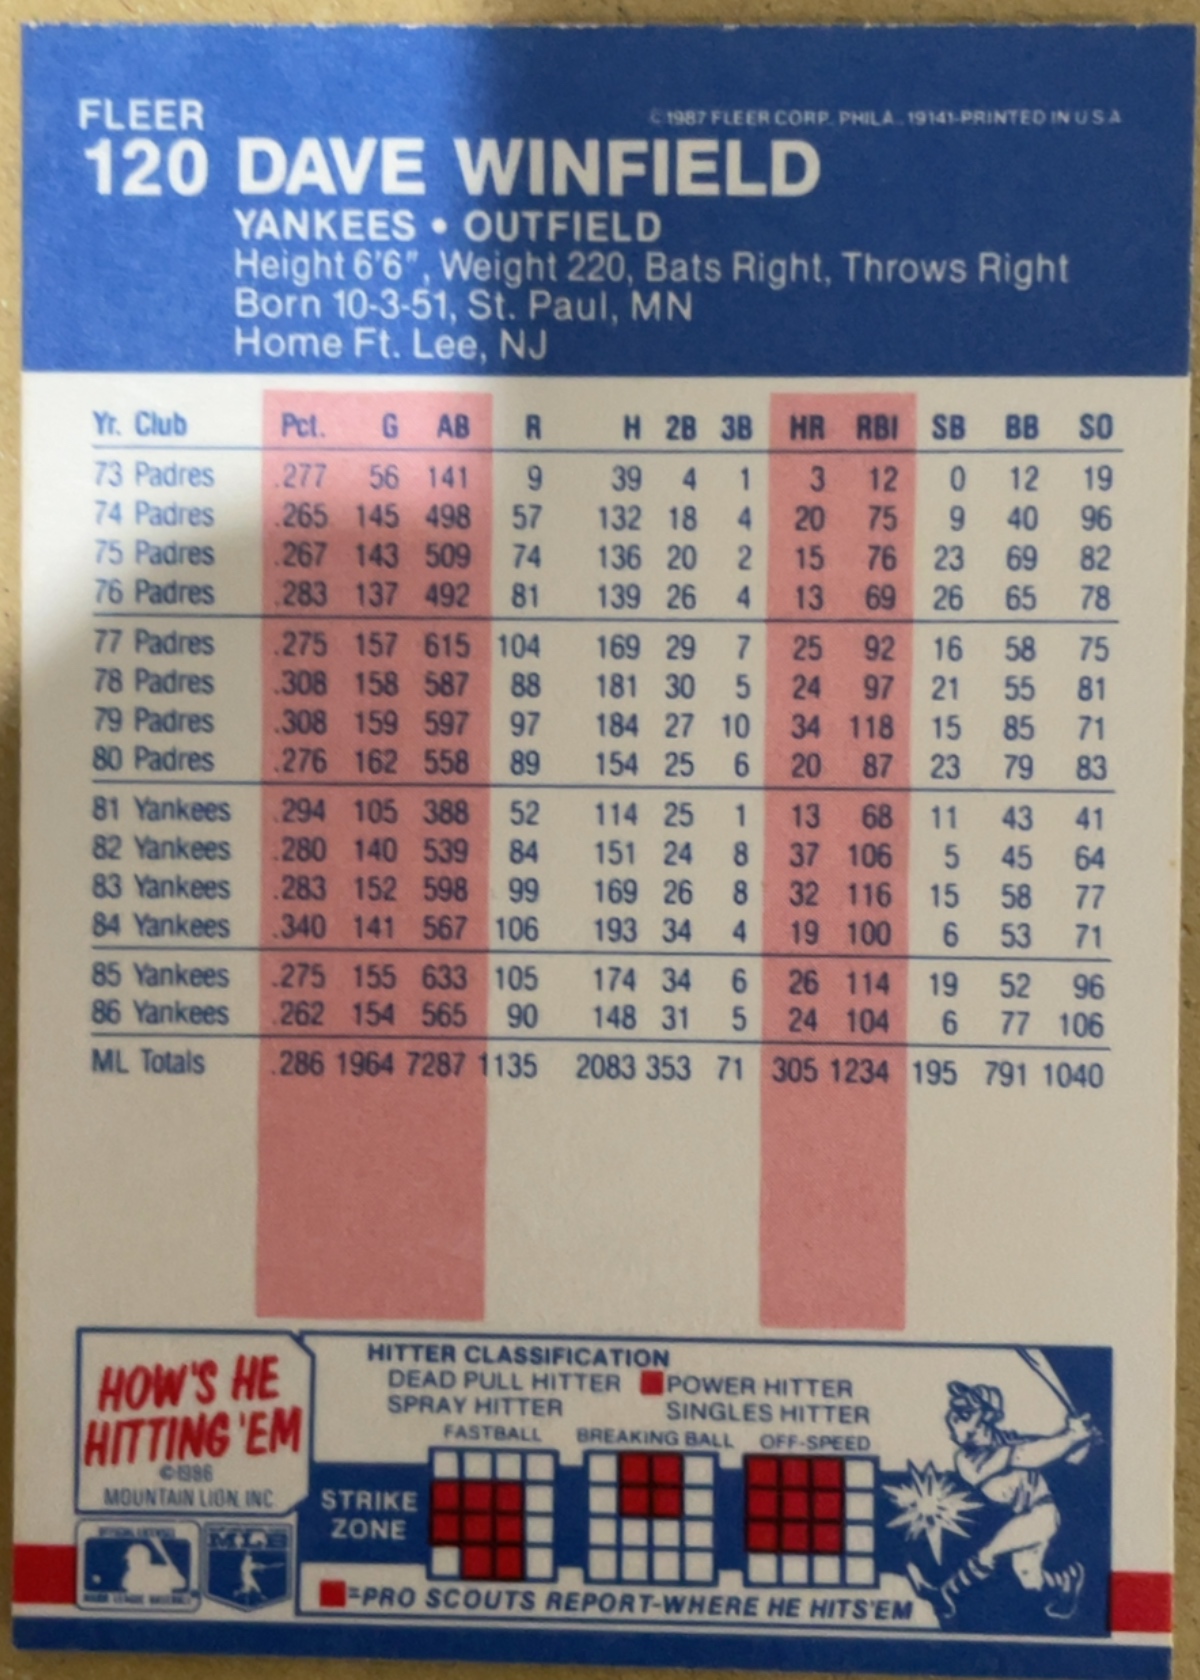 FLEER
© 1987 FLEER CORP. PHILA. 19141-PRINTED IN U S A
120 DAVE WINFIELD
YANKEES • OUTFIELD
Height 6'6", Weight 220, Bats Right, Throws Right
Born 10-3-51, St. Paul, MN
Home Ft. Lee, NJ
Yr. Club Pct. G AB R H 2B 3B HR RBI SB BB SO
73 Padres .277 56 141 9 39 4 1 3 12 0 12 19
74 Padres .265 145 498 57 132 18 4 20 75 9 40 96
75 Padres .267 143 509 74 136 20 2 15 76 23 69 82
76 Padres .283 137 492 81 139 26 4 13 69 26 65 78
77 Padres .275 157 615 104 169 29 7 25 92 16 58 75
78 Padres .308 158 587 88 181 30 5 24 97 21 55 81
79 Padres .308 159 597 97 184 27 10 34 118 15 85 71
80 Padres .276 162 558 89 154 25 6 20 87 23 79 83
81 Yankees .294 105 388 52 114 25 1 13 68 11 43 41
82 Yankees .280 140 539 84 151 24 8 37 106 5 45 64
83 Yankees .283 152 598 99 169 26 8 32 116 15 58 77
84 Yankees .340 141 567 106 193 34 4 19 100 6 53 71
85 Yankees .275 155 633 105 174 34 6 26 114 19 52 96
86 Yankees .262 154 565 90 148 31 5 24 104 6 77 106
ML Totals .286 1964 7287 1135 2083 353 71 305 1234 195 791 1040
HOW'S HE
HITTING 'EM
©1986
MOUNTAIN LION, INC.
HITTER CLASSIFICATION
DEAD PULL HITTER POWER HITTER
SPRAY HITTER SINGLES HITTER
FASTBALL BREAKING BALL OFF-SPEED
STRIKE
ZONE
=PRO SCOUTS REPORT-WHERE HE HITS'EM
MAJOR LEAGUE BASEBALL